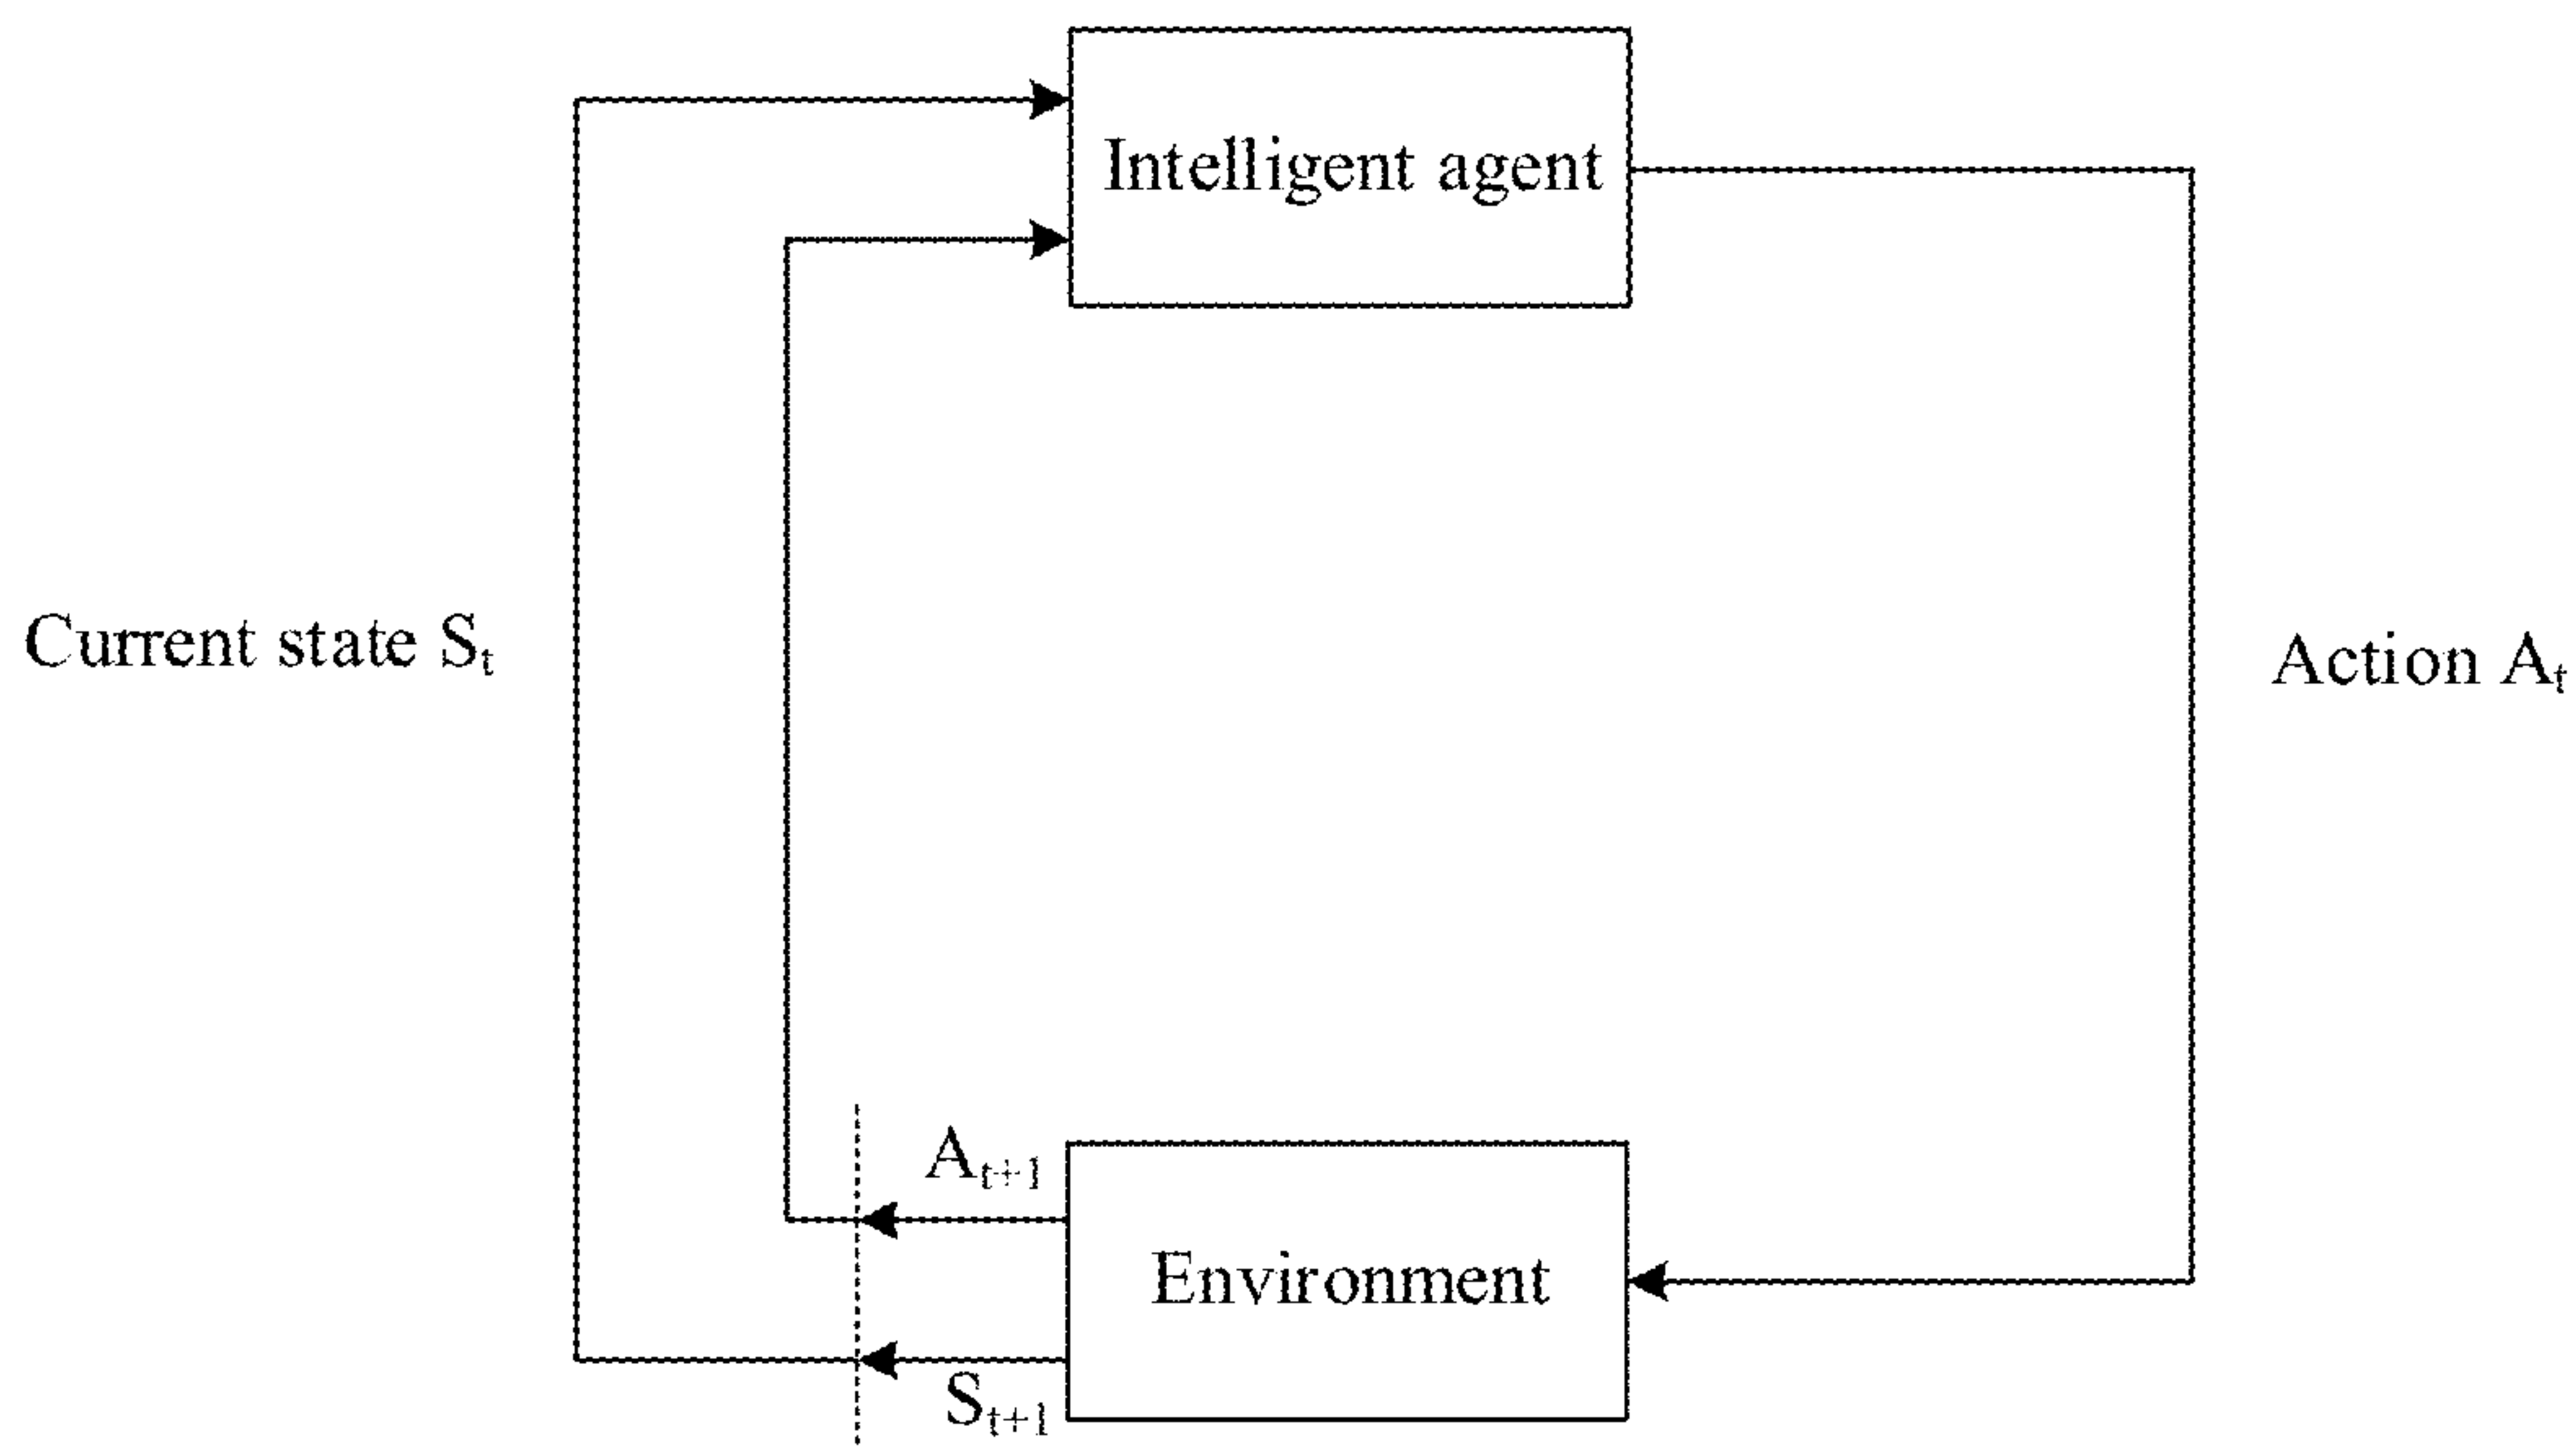 Intelligent agent
Current state Sₜ
Action Aₜ
Aₜ₊₁
Environment
Sₜ₊₁